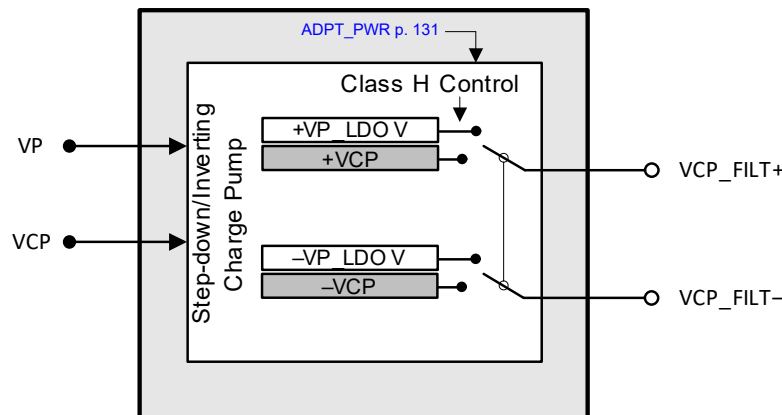 ADPT_PWR p. 131
Class H Control
Step-down/Inverting
Charge Pump
VP
VCP
+VP_LDO V
+VCP
–VP_LDO V
–VCP
VCP_FILT+
VCP_FILT–